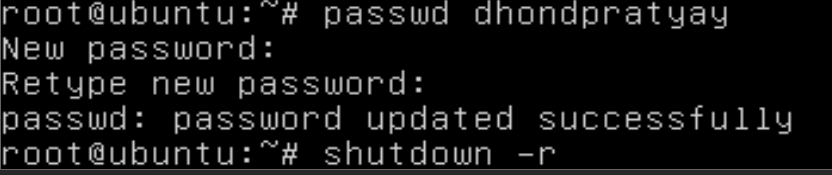 root@ubuntu:~# passwd dhondpratyay
New password:
Retype new password:
passwd: password updated successfully
root@ubuntu:~# shutdown -r